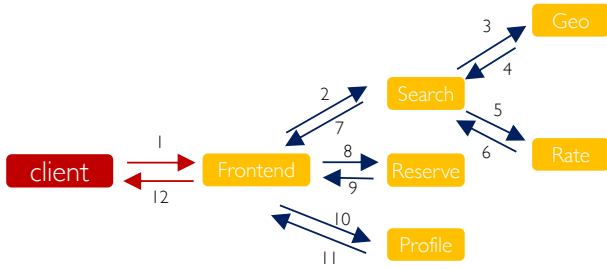 3
Geo
4
2
Search
5
7
1
8
6
Rate
client
Frontend
Reserve
12
9
10
Profile
11